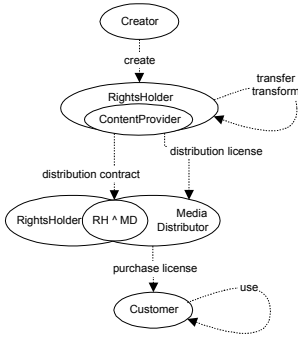 Creator
create
RightsHolder
transfer
transform
ContentProvider
distribution license
distribution contract
RightsHolder
RH ^ MD
Media
Distributor
purchase license
Customer
use